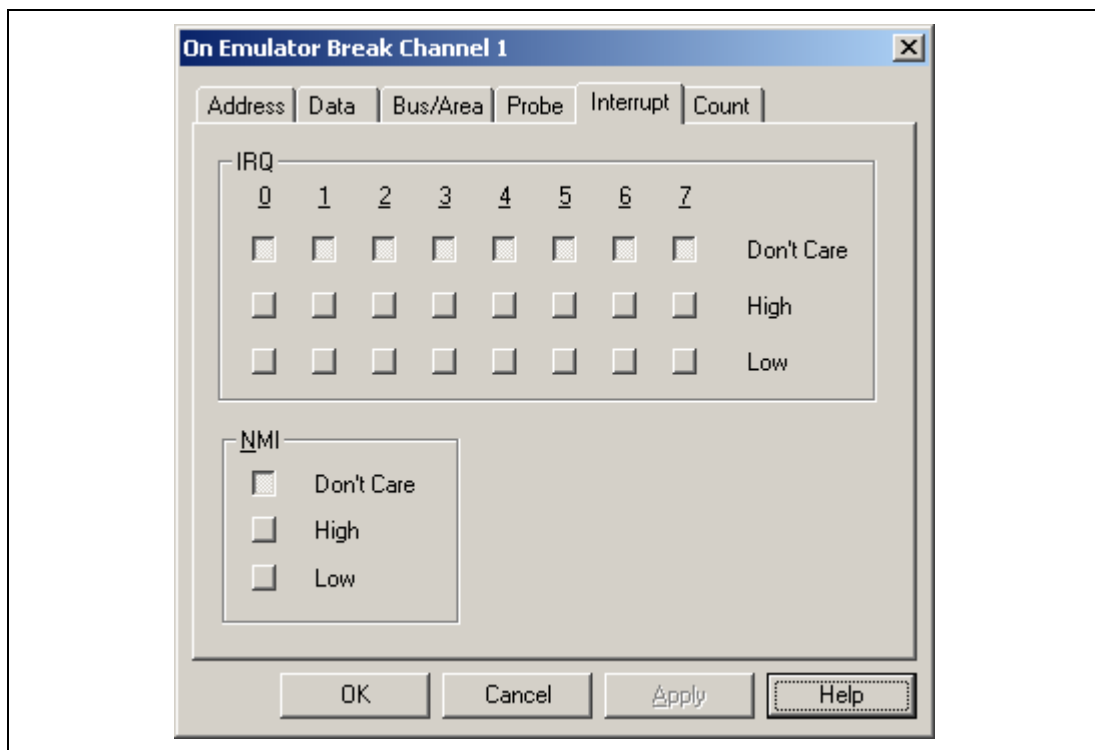 On Emulator Break Channel 1
Address Data Bus/Area Probe Interrupt Count
IRQ
0 1 2 3 4 5 6 7
Don't Care
High
Low
NMI
Don't Care
High
Low
OK Cancel Apply Help